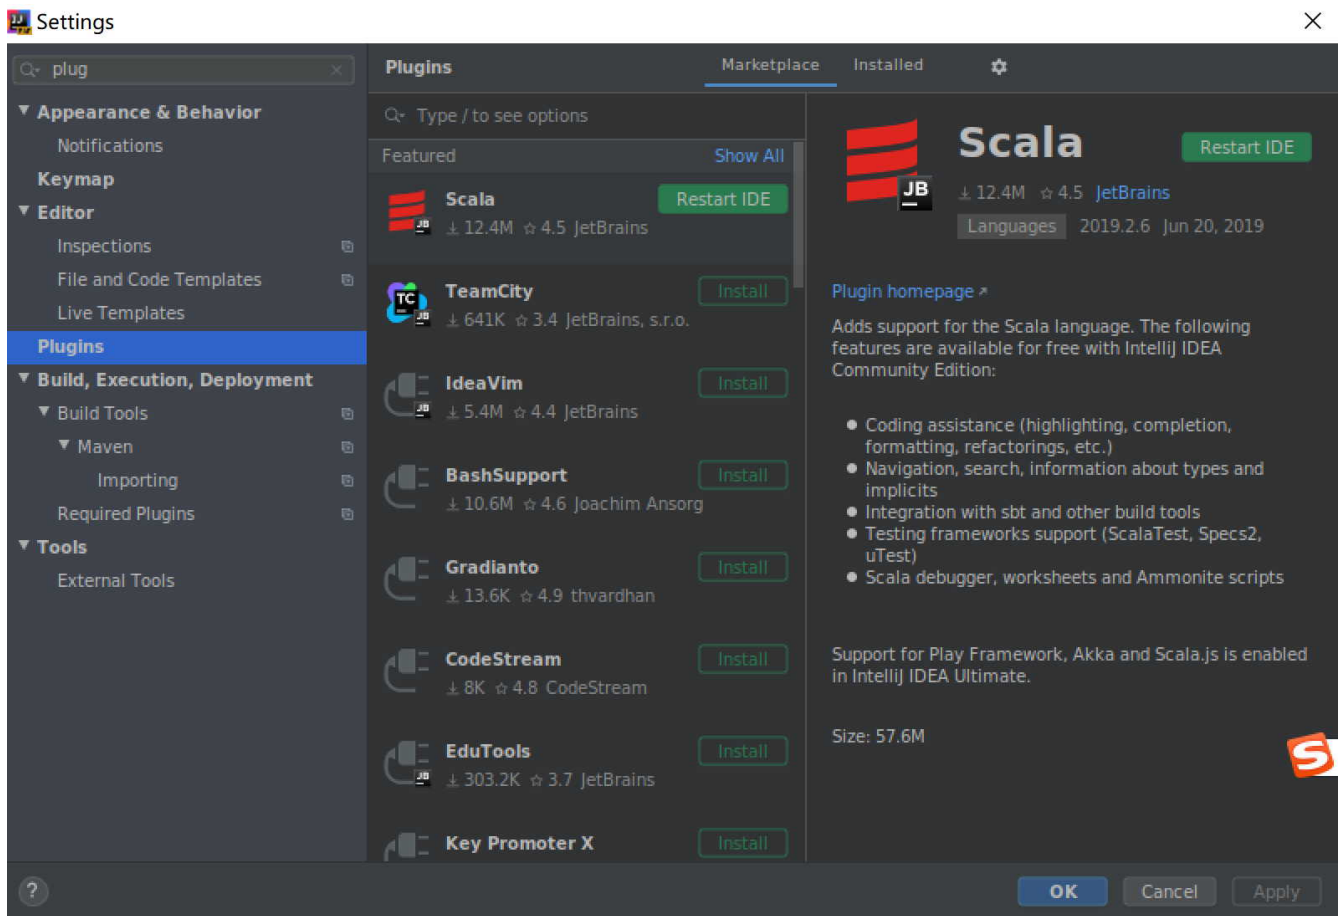 Settings
plug
Appearance & Behavior
Notifications
Keymap
Editor
Inspections
File and Code Templates
Live Templates
Plugins
Build, Execution, Deployment
Build Tools
Maven
Importing
Required Plugins
Tools
External Tools
Plugins
Marketplace
Installed
Type / to see options
Featured
Show All
Scala
Restart IDE
12.4M 4.5 JetBrains
TeamCity
Install
641K 3.4 JetBrains, s.r.o.
IdeaVim
Install
5.4M 4.4 JetBrains
BashSupport
Install
10.6M 4.6 Joachim Ansorg
Gradianto
Install
13.6K 4.9 thvardhan
CodeStream
Install
8K 4.8 CodeStream
EduTools
Install
303.2K 3.7 JetBrains
Key Promoter X
Install
Scala
Restart IDE
12.4M 4.5 JetBrains
Languages 2019.2.6 Jun 20, 2019
Plugin homepage
Adds support for the Scala language. The following
features are available for free with IntelliJ IDEA
Community Edition:
Coding assistance (highlighting, completion,
formatting, refactorings, etc.)
Navigation, search, information about types and
implicits
Integration with sbt and other build tools
Testing frameworks support (ScalaTest, Specs2,
uTest)
Scala debugger, worksheets and Ammonite scripts
Support for Play Framework, Akka and Scala.js is enabled
in IntelliJ IDEA Ultimate.
Size: 57.6M
?
OK
Cancel
Apply